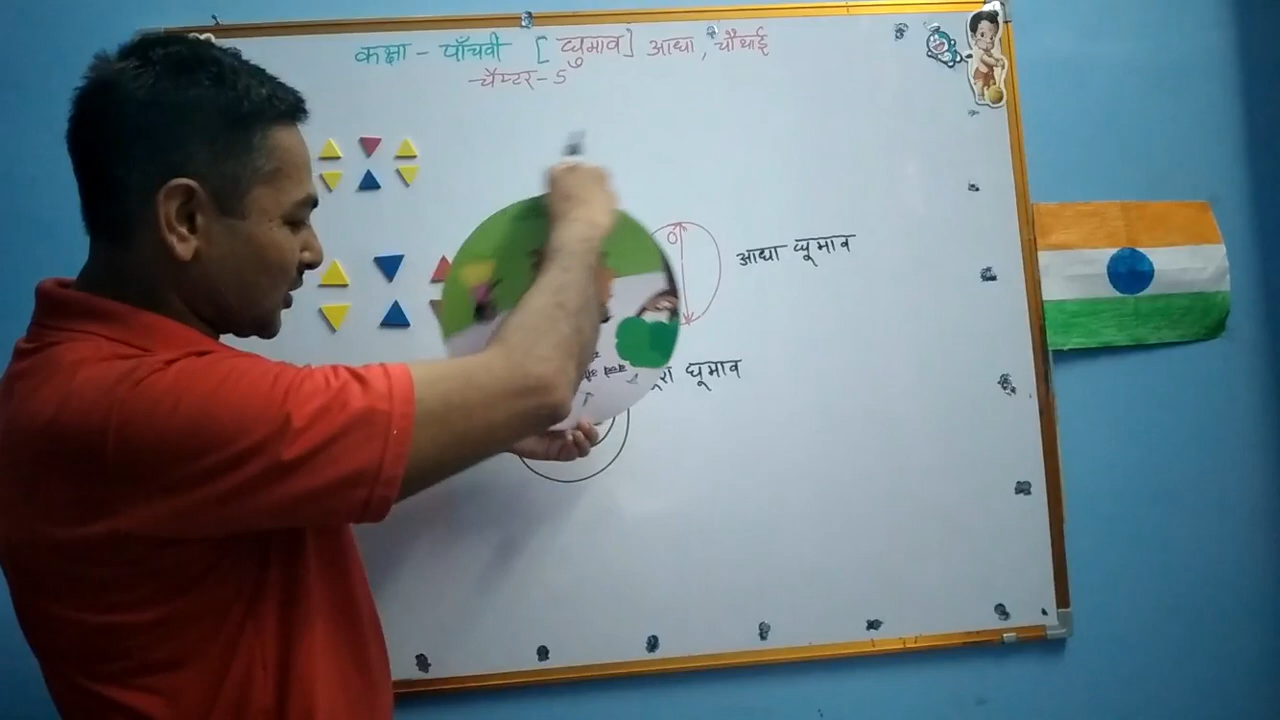 कक्षा - पाँचवी [ घुमाव ] आधा, चौथाई
चैप्टर - 5
आधा घूमाव
घूमाव